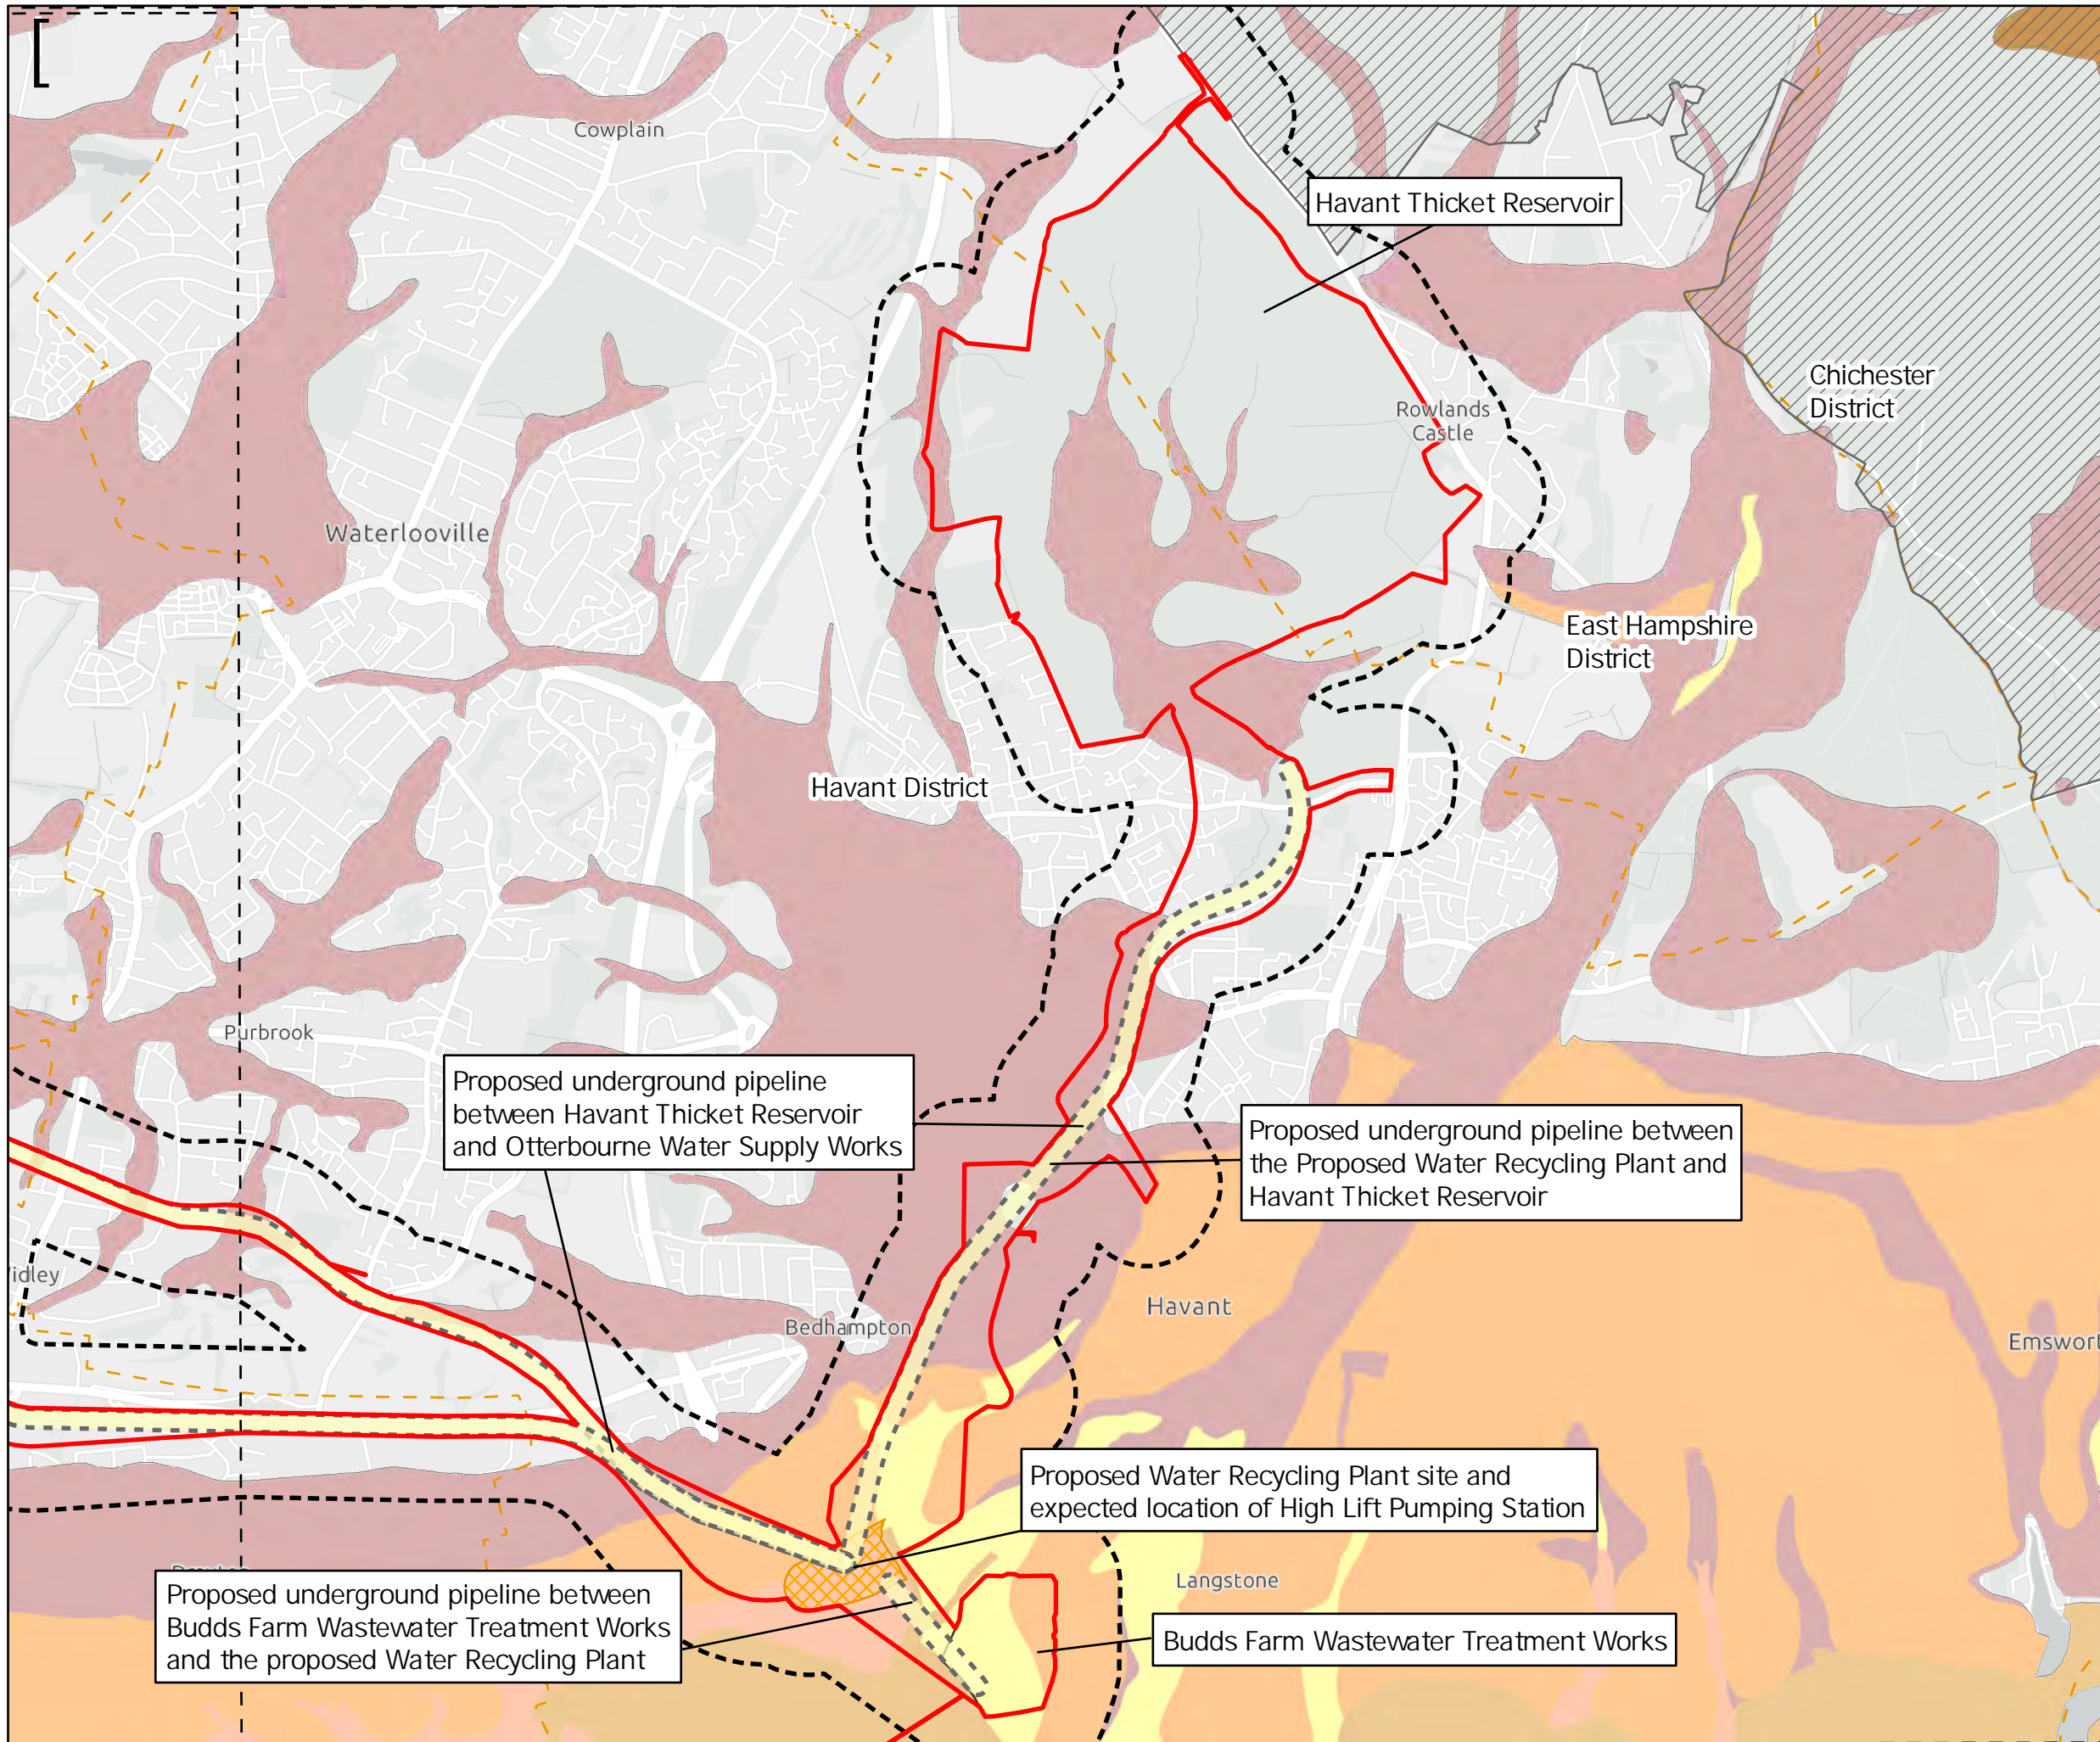 [
Cowplain
Havant Thicket Reservoir
Chichester
District
Rowlands
Castle
Waterlooville
East Hampshire
District
Havant District
Purbrook
Proposed underground pipeline
between Havant Thicket Reservoir
and Otterbourne Water Supply Works
Proposed underground pipeline between
the Proposed Water Recycling Plant and
Havant Thicket Reservoir
idley
Havant
Bedhampton
Emswort
Proposed Water Recycling Plant site and
expected location of High Lift Pumping Station
Proposed underground pipeline between
Budds Farm Wastewater Treatment Works
and the proposed Water Recycling Plant
Langstone
Budds Farm Wastewater Treatment Works